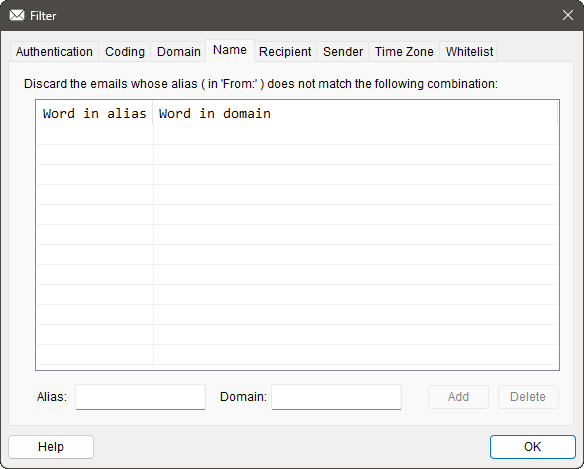 Filter
Authentication Coding Domain Name Recipient Sender Time Zone Whitelist
Discard the emails whose alias ( in 'From:' ) does not match the following combination:
Word in alias Word in domain
Alias: Domain: Add Delete
Help OK